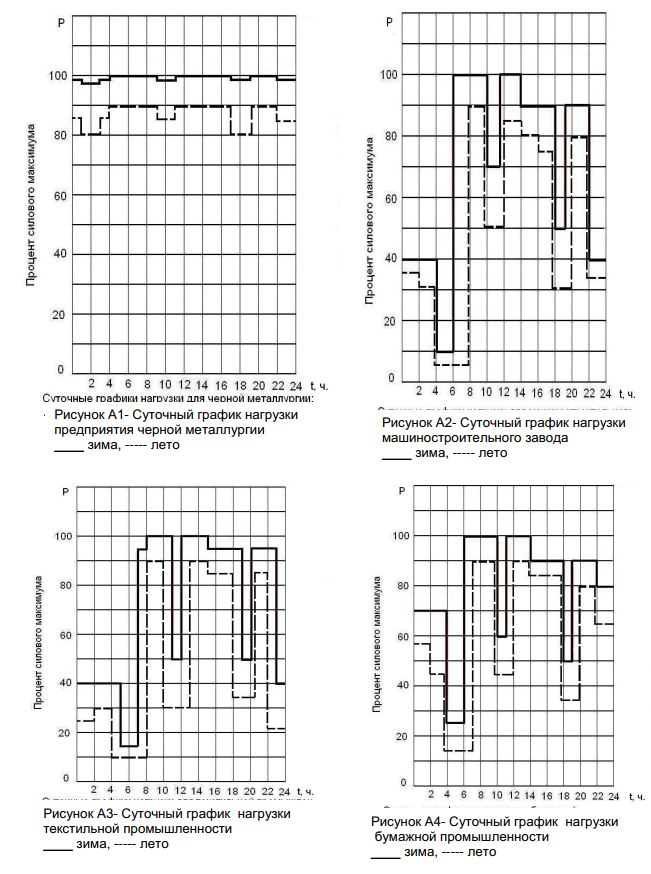 P
100
80
60
40
20
0
Процент силового максимума
2 4 6 8 10 12 14 16 18 20 22 24 t, ч.
Суточные графики нагрузки для черной металлургии:
Рисунок А1- Суточный график нагрузки
предприятия черной металлургии
____ зима, ----- лето
P
100
80
60
40
20
0
Процент силового максимума
2 4 6 8 10 12 14 16 18 20 22 24 t, ч.
Рисунок А2- Суточный график нагрузки
машиностроительного завода
____ зима, ----- лето
P
100
80
60
40
20
0
Процент силового максимума
2 4 6 8 10 12 14 16 18 20 22 24 t, ч.
Рисунок А3- Суточный график нагрузки
текстильной промышленности
____ зима, ----- лето
P
100
80
60
40
20
0
Процент силового максимума
2 4 6 8 10 12 14 16 18 20 22 24 t, ч.
Рисунок А4- Суточный график нагрузки
бумажной промышленности
____ зима, ----- лето